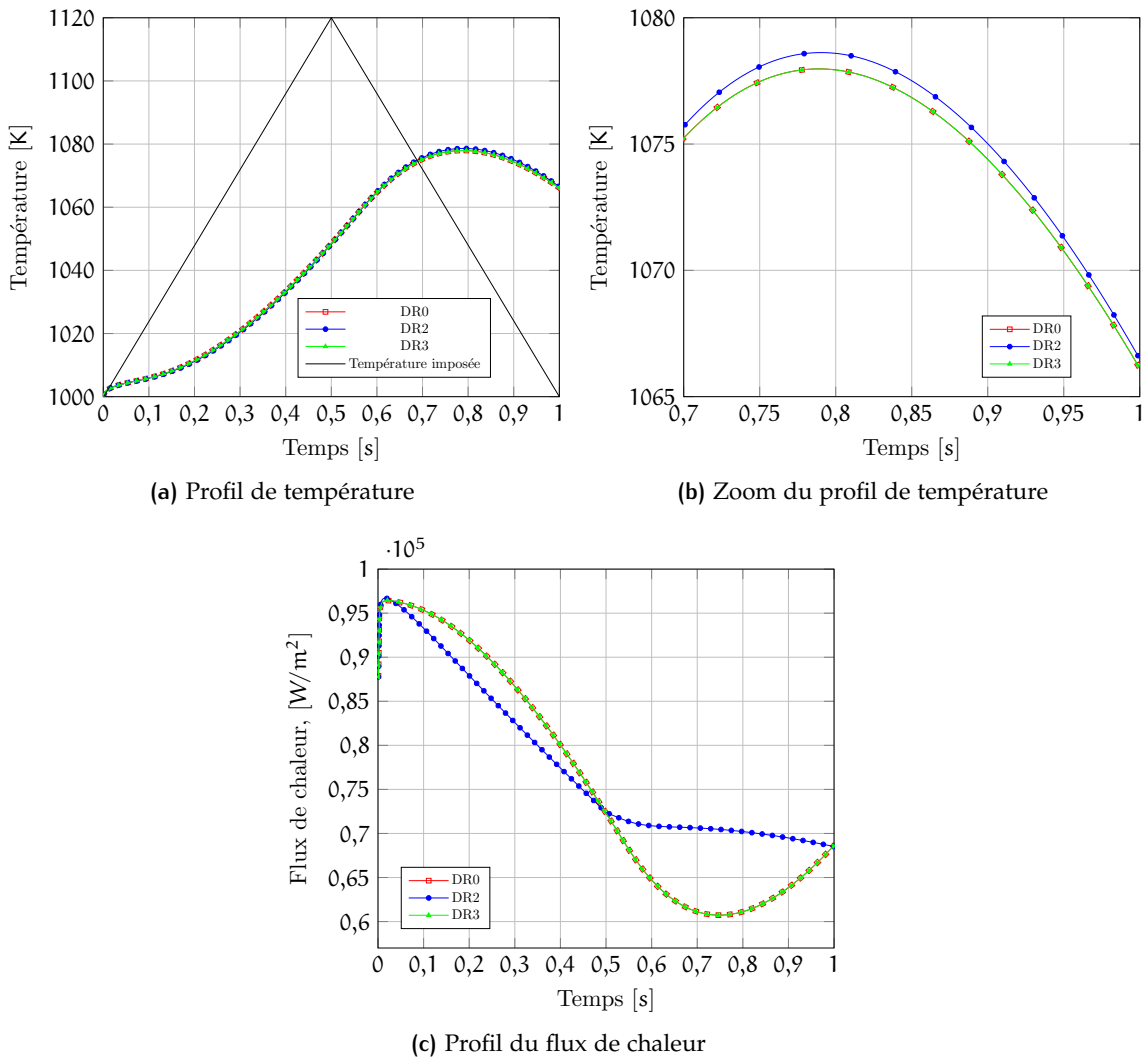 1120
1100
1080
1060
1040
1020
1000
Température [K]
0 0,1 0,2 0,3 0,4 0,5 0,6 0,7 0,8 0,9 1
Temps [s]
DR0
DR2
DR3
Température imposée
(a) Profil de température
1080
1075
1070
1065
Température [K]
0,7 0,75 0,8 0,85 0,9 0,95 1
Temps [s]
DR0
DR2
DR3
(b) Zoom du profil de température
·10⁵
1
0,95
0,9
0,85
0,8
0,75
0,7
0,65
0,6
Flux de chaleur, [W/m²]
0 0,1 0,2 0,3 0,4 0,5 0,6 0,7 0,8 0,9 1
Temps [s]
DR0
DR2
DR3
(c) Profil du flux de chaleur